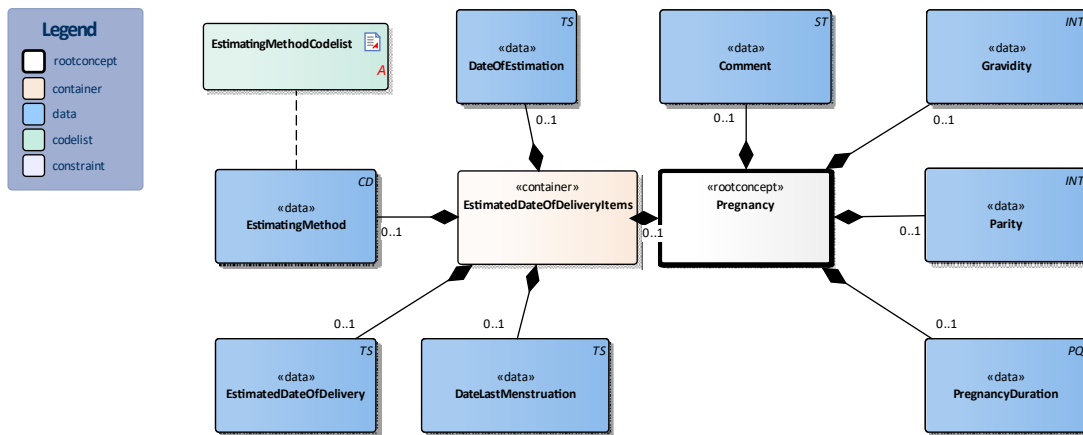 Legend
rootconcept
container
data
codelist
constraint
EstimatingMethodCodelist
A
TS
«data»
DateOfEstimation
0..1
ST
«data»
Comment
0..1
INT
«data»
Gravidity
0..1
CD
«data»
EstimatingMethod
0..1
«container»
EstimatedDateOfDeliveryItems
0..1
«rootconcept»
Pregnancy
INT
«data»
Parity
0..1
0..1
TS
«data»
EstimatedDateOfDelivery
0..1
TS
«data»
DateLastMenstruation
0..1
PQ
«data»
PregnancyDuration